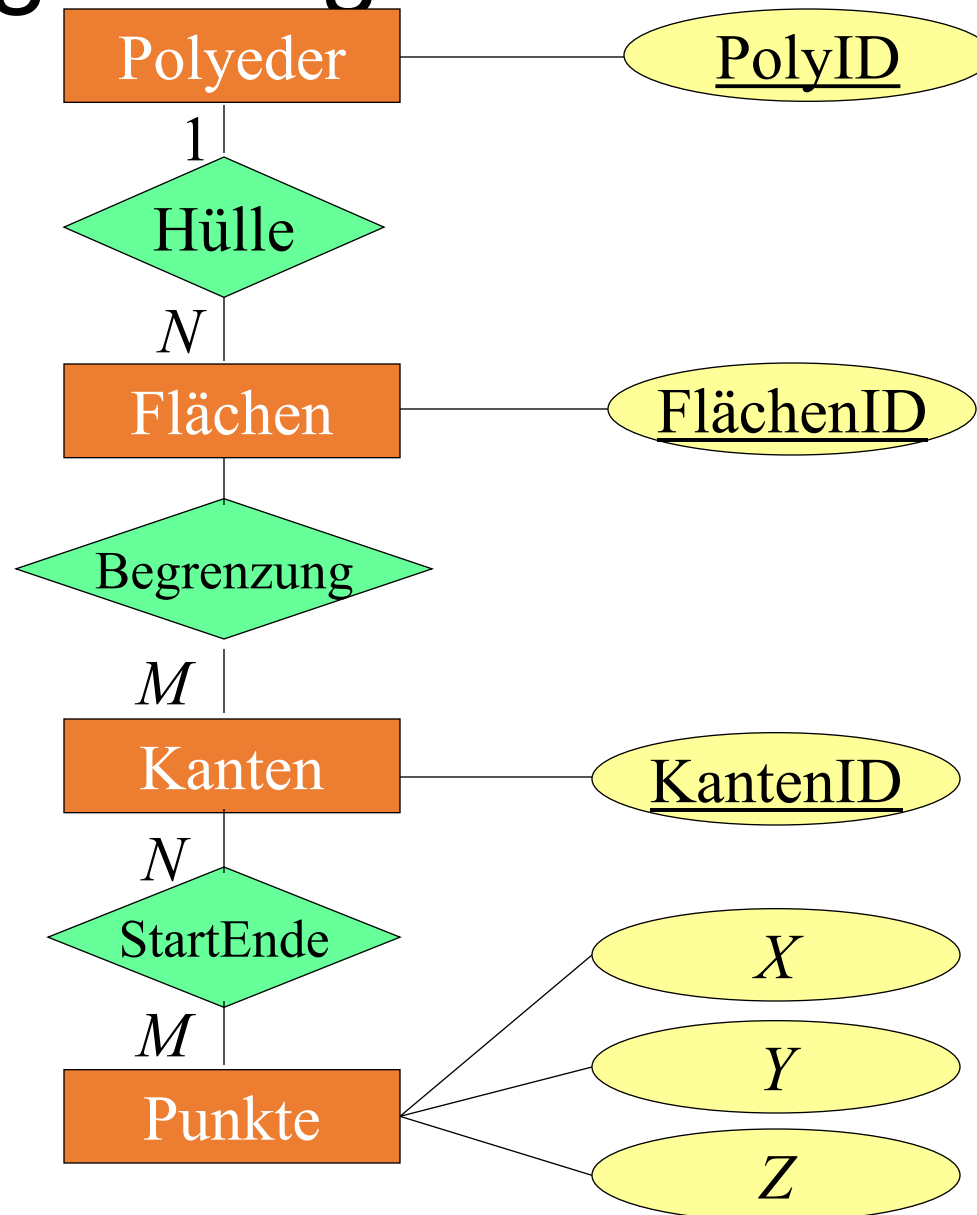 Polyeder
PolyID
1
Hülle
N
Flächen
FlächenID
Begrenzung
M
Kanten
KantenID
N
StartEnde
X
M
Y
Punkte
Z